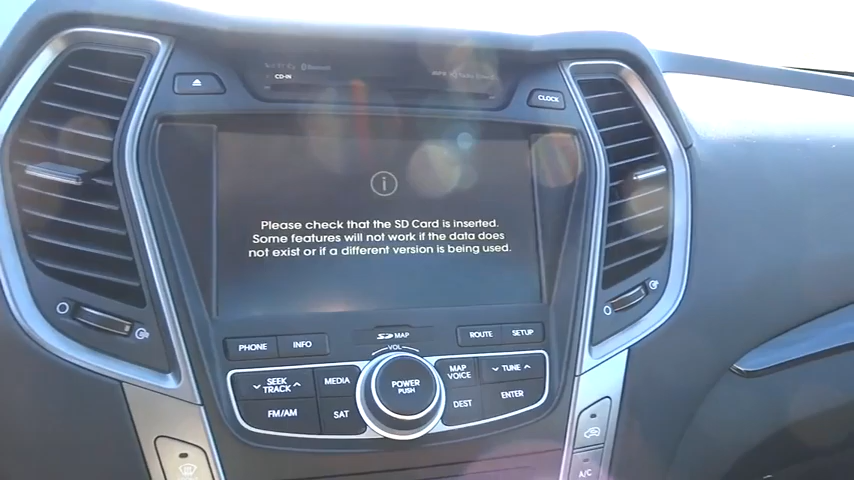 CD-IN
CLOCK
Please check that the SD Card is inserted.
Some features will not work if the data does
not exist or if a different version is being used.
PHONE
INFO
SD MAP
ROUTE
SETUP
VOL
SEEK
TRACK
MEDIA
POWER
PUSH
MAP
VOICE
TUNE
FM/AM
SAT
DEST
ENTER
A/C